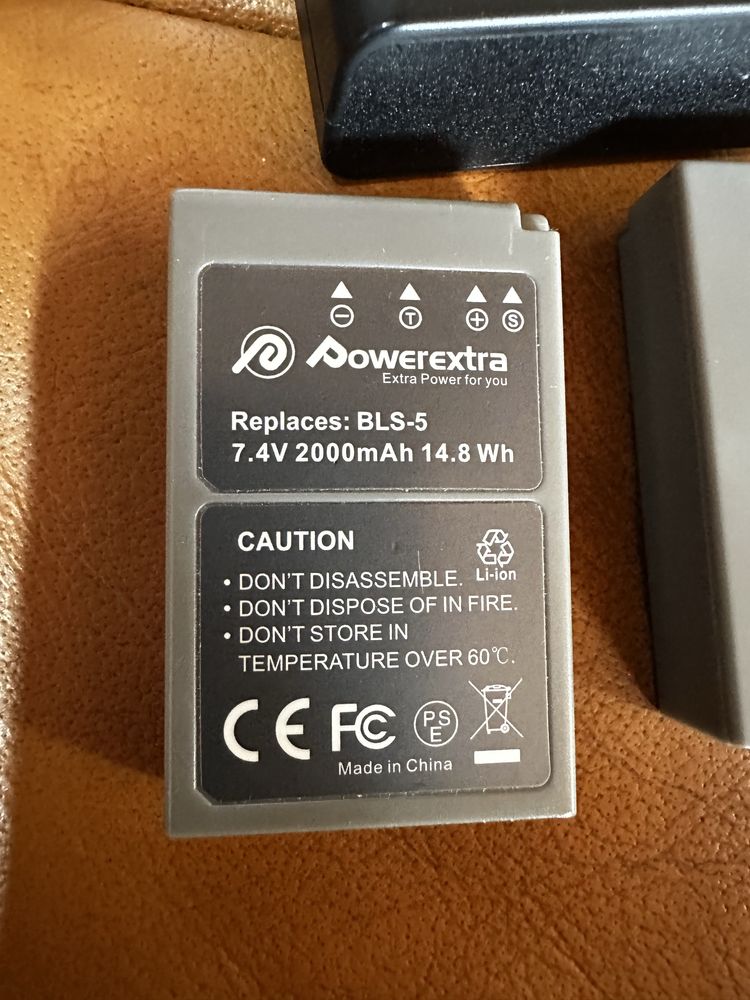 − T + S
Powerextra
Extra Power for you
Replaces: BLS-5
7.4V 2000mAh 14.8 Wh
CAUTION
Li-ion
• DON'T DISASSEMBLE.
• DON'T DISPOSE OF IN FIRE.
• DON'T STORE IN
TEMPERATURE OVER 60℃.
CE FC PS
E
Made in China